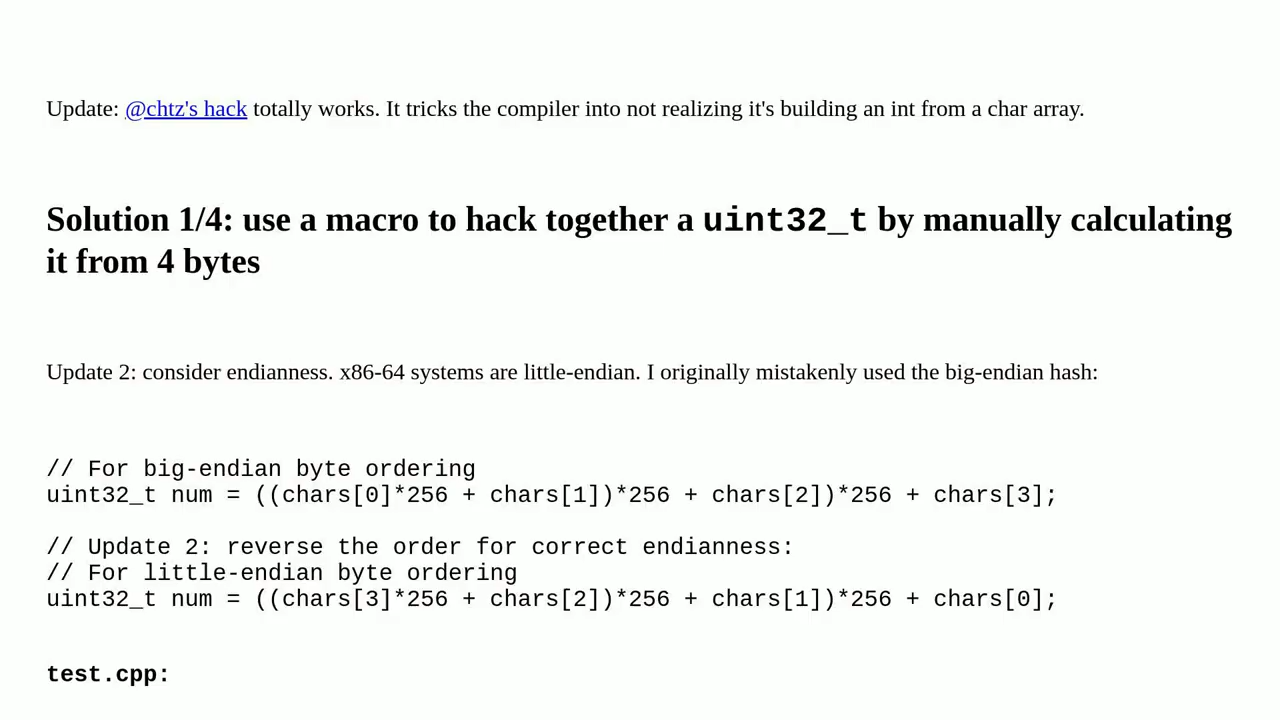 Update: @chtz's hack totally works. It tricks the compiler into not realizing it's building an int from a char array.
Solution 1/4: use a macro to hack together a uint32_t by manually calculating
it from 4 bytes
Update 2: consider endianness. x86-64 systems are little-endian. I originally mistakenly used the big-endian hash:
// For big-endian byte ordering
uint32_t num = ((chars[0]*256 + chars[1])*256 + chars[2])*256 + chars[3];
// Update 2: reverse the order for correct endianness:
// For little-endian byte ordering
uint32_t num = ((chars[3]*256 + chars[2])*256 + chars[1])*256 + chars[0];
test.cpp: